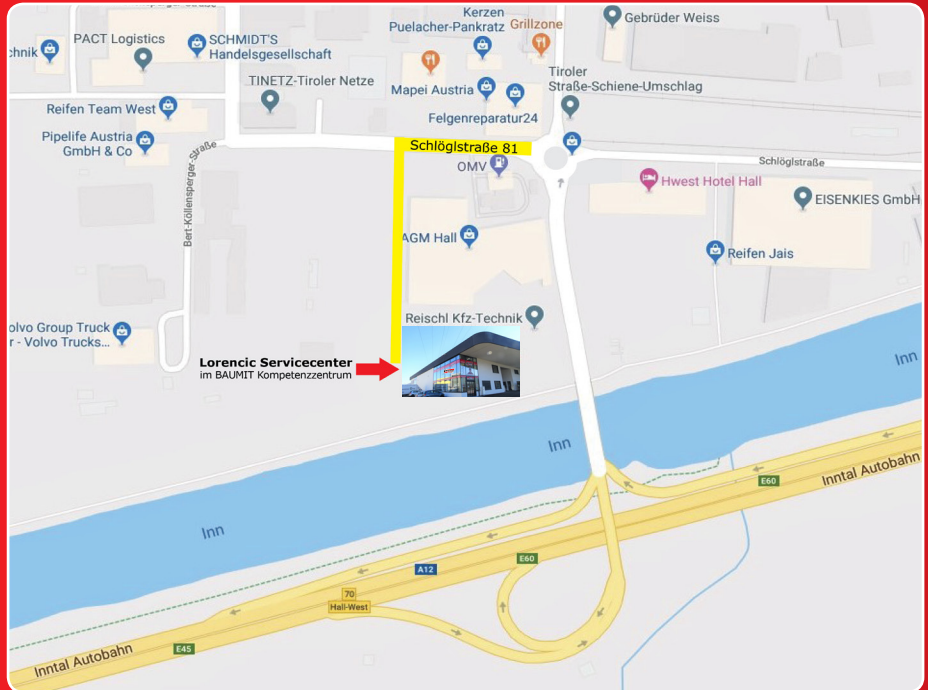 PACT Logistics
SCHMIDT'S
Handelsgesellschaft
Kerzen
Puelacher-Pankratz
Grillzone
Gebrüder Weiss
chnik
TINETZ-Tiroler Netze
Mapei Austria
Tiroler
Straße-Schiene-Umschlag
Reifen Team West
Felgenreparatur24
Pipelife Austria
GmbH & Co
Schlöglstraße 81
OMV
Schlöglstraße
Hwest Hotel Hall
EISENKIES GmbH
Bert-Köllensperger-Straße
AGM Hall
Reifen Jais
Reischl Kfz-Technik
olvo Group Truck
r - Volvo Trucks...
Lorencic Servicecenter
im BAUMIT Kompetenzzentrum
Inn
Inn
Inn
E60
Inntal Autobahn
E60
A12
70
Hall-West
E45
Inntal Autobahn